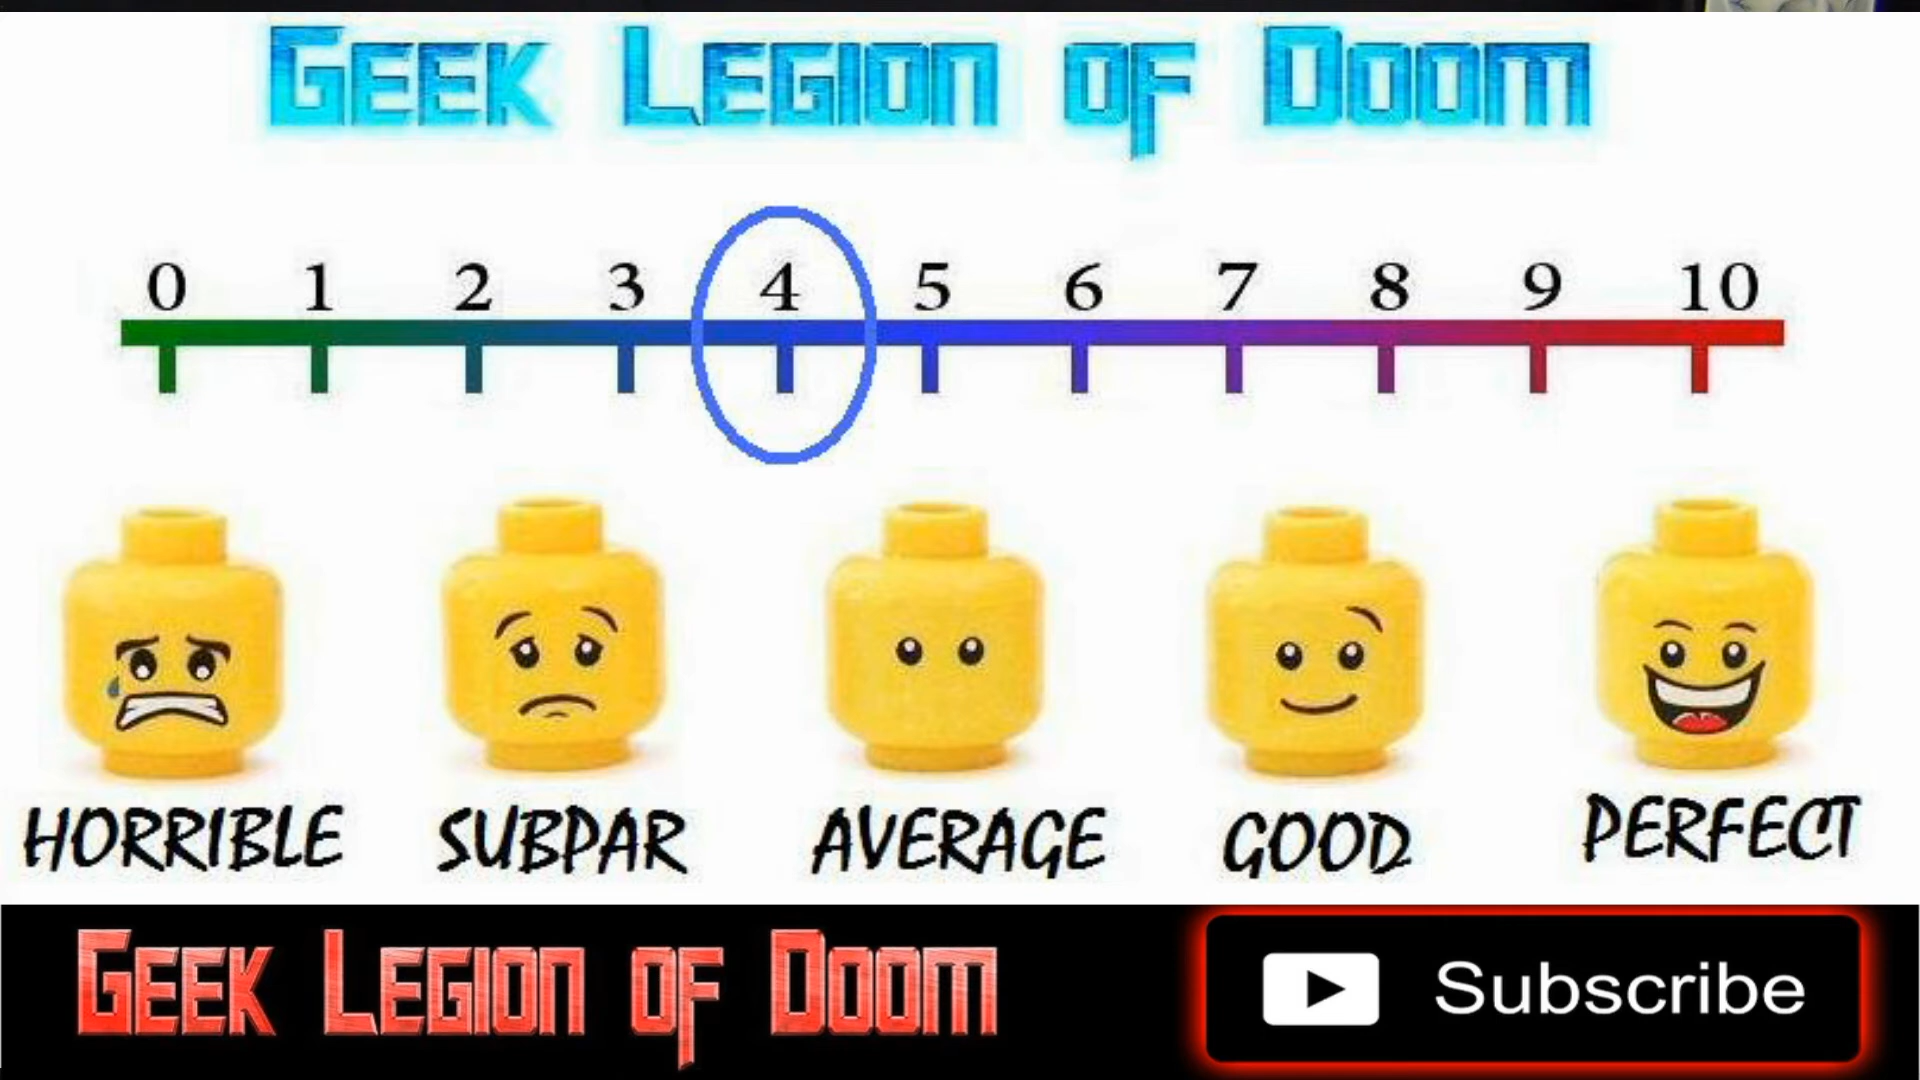 Geek Legion of Doom
0 1 2 3 4 5 6 7 8 9 10
HORRIBLE SUBPAR AVERAGE GOOD PERFECT
Geek Legion of Doom
Subscribe